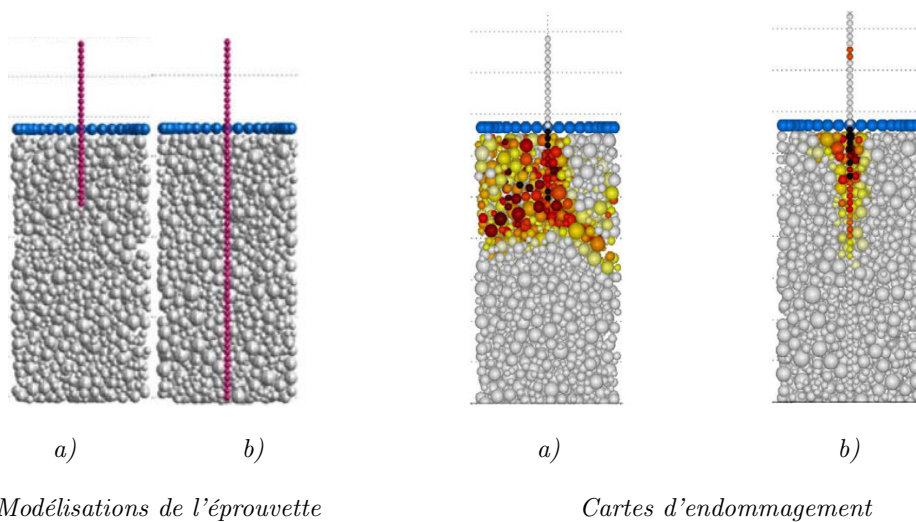 a) b) a) b)
Modélisations de l'éprouvette Cartes d'endommagement